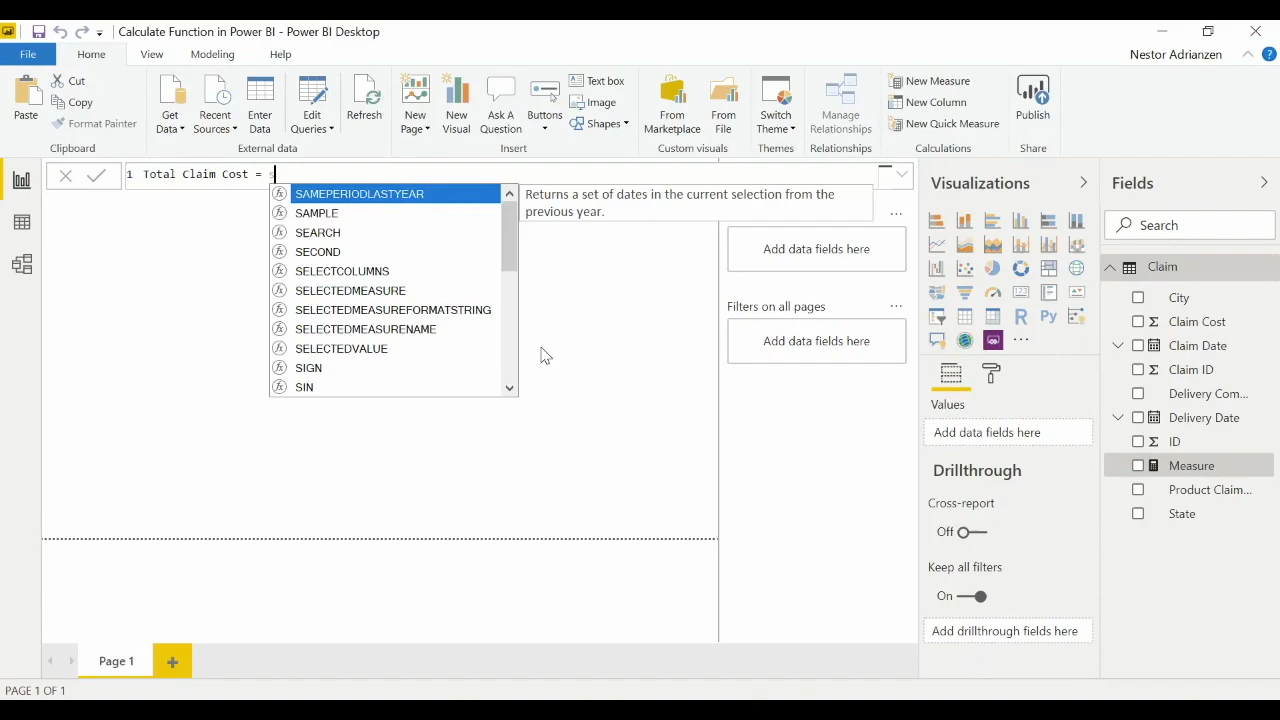 Calculate Function in Power BI - Power BI Desktop
File
Home
View
Modeling
Help
Nestor Adrianzen
?
Paste
Cut
Copy
Format Painter
Clipboard
Get
Data
Recent
Sources
Enter
Data
Edit
Queries
Refresh
External data
New
Page
New
Visual
Ask A
Question
Buttons
Text box
Image
Shapes
Insert
From
Marketplace
From
File
Custom visuals
Switch
Theme
Themes
Manage
Relationships
Relationships
New Measure
New Column
New Quick Measure
Calculations
Publish
Share
1 Total Claim Cost = s
SAMEPERIODLASTYEAR
SAMPLE
SEARCH
SECOND
SELECTCOLUMNS
SELECTEDMEASURE
SELECTEDMEASUREFORMATSTRING
SELECTEDMEASURENAME
SELECTEDVALUE
SIGN
SIN
Returns a set of dates in the current selection from the
previous year.
...
Add data fields here
Filters on all pages ...
Add data fields here
Visualizations
R
Py
...
Values
Add data fields here
Drillthrough
Cross-report
Off
Keep all filters
On
Add drillthrough fields here
Fields
Search
Claim
City
Claim Cost
Claim Date
Claim ID
Delivery Com...
Delivery Date
ID
Measure
Product Claim...
State
Page 1
+
PAGE 1 OF 1